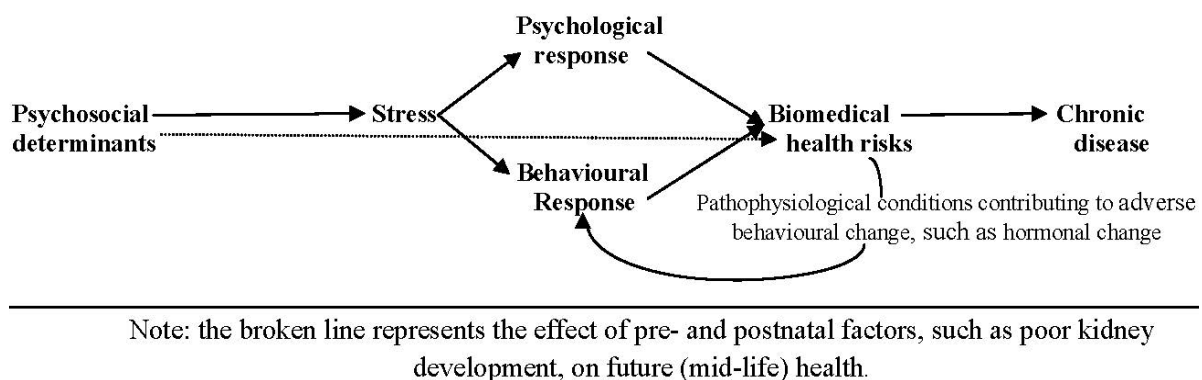 Psychological
response
Psychosocial
determinants
Stress
Biomedical
health risks
Chronic
disease
Behavioural
Response
Pathophysiological conditions contributing to adverse
behavioural change, such as hormonal change
Note: the broken line represents the effect of pre- and postnatal factors, such as poor kidney
development, on future (mid-life) health.